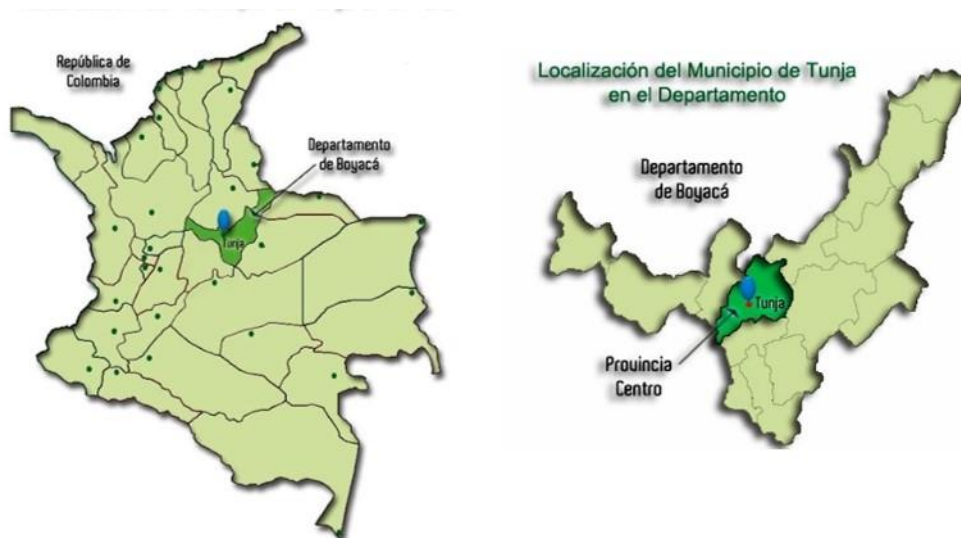 República de
Colombia
Departamento
de Boyacá
Tunja
Localización del Municipio de Tunja
en el Departamento
Departamento
de Boyacá
Tunja
Provincia
Centro